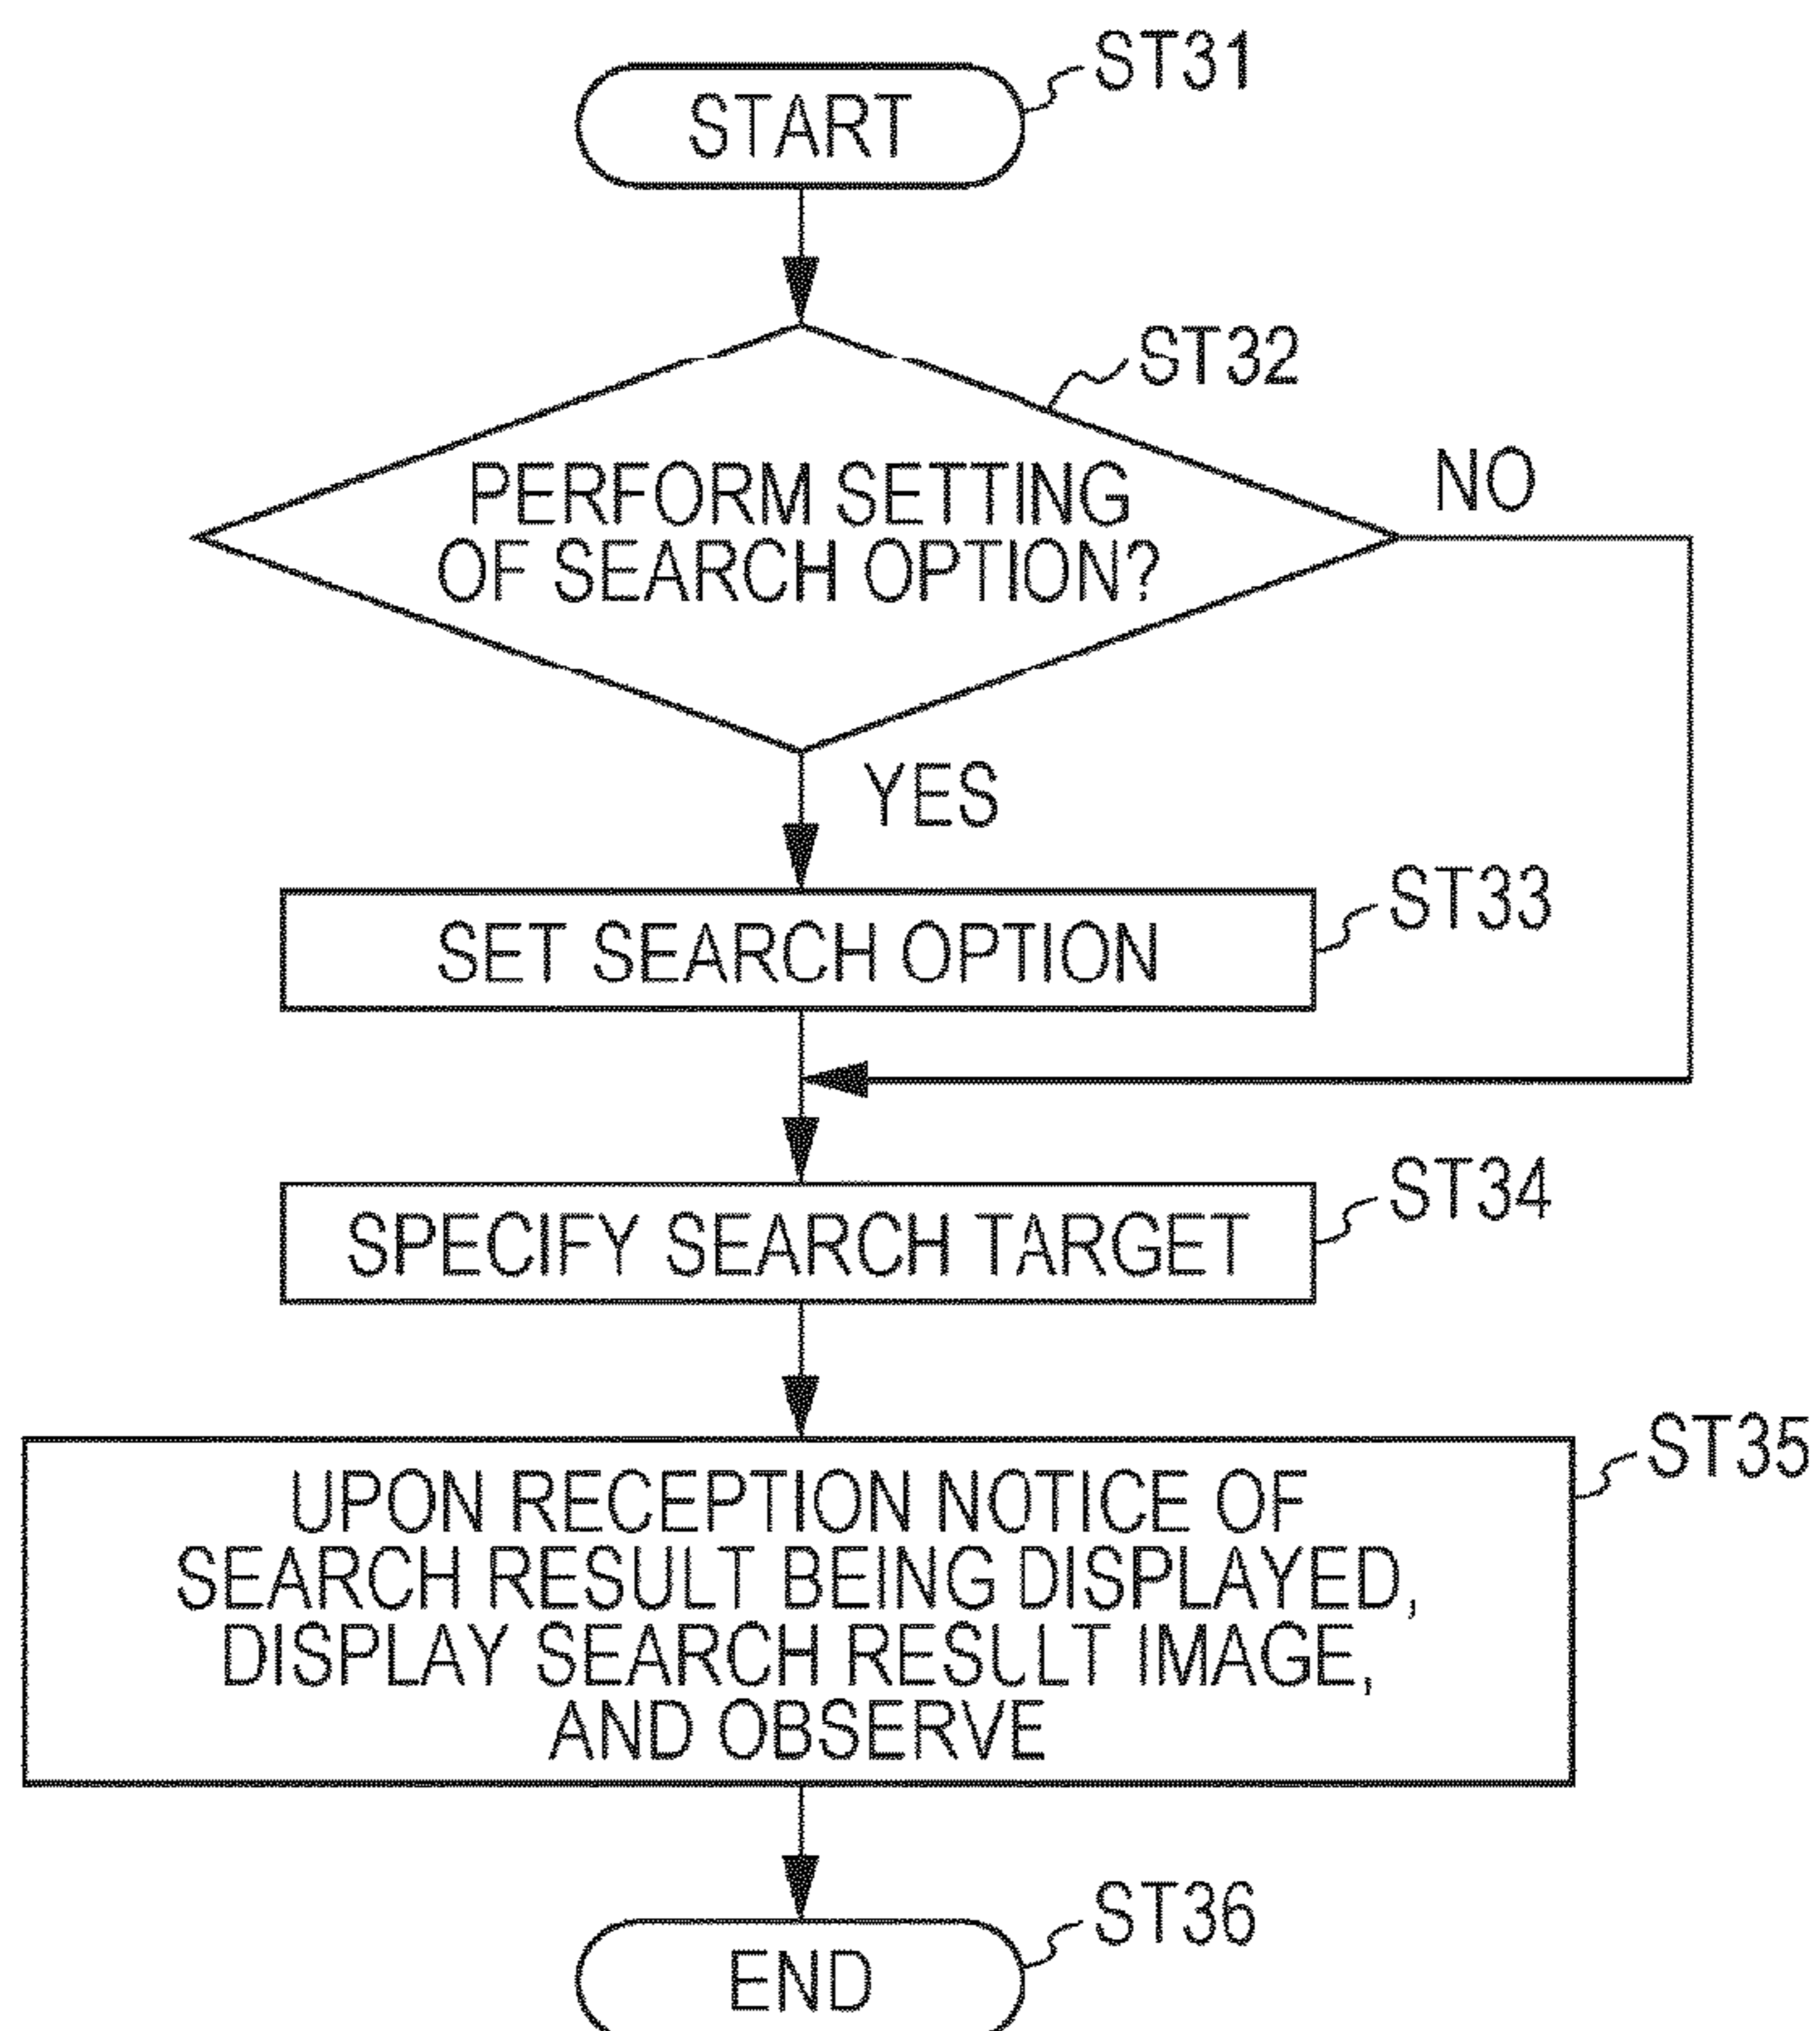 START
ST31
ST32
PERFORM SETTING
OF SEARCH OPTION?
NO
YES
SET SEARCH OPTION
ST33
SPECIFY SEARCH TARGET
ST34
UPON RECEPTION NOTICE OF
SEARCH RESULT BEING DISPLAYED,
DISPLAY SEARCH RESULT IMAGE,
AND OBSERVE
ST35
END
ST36